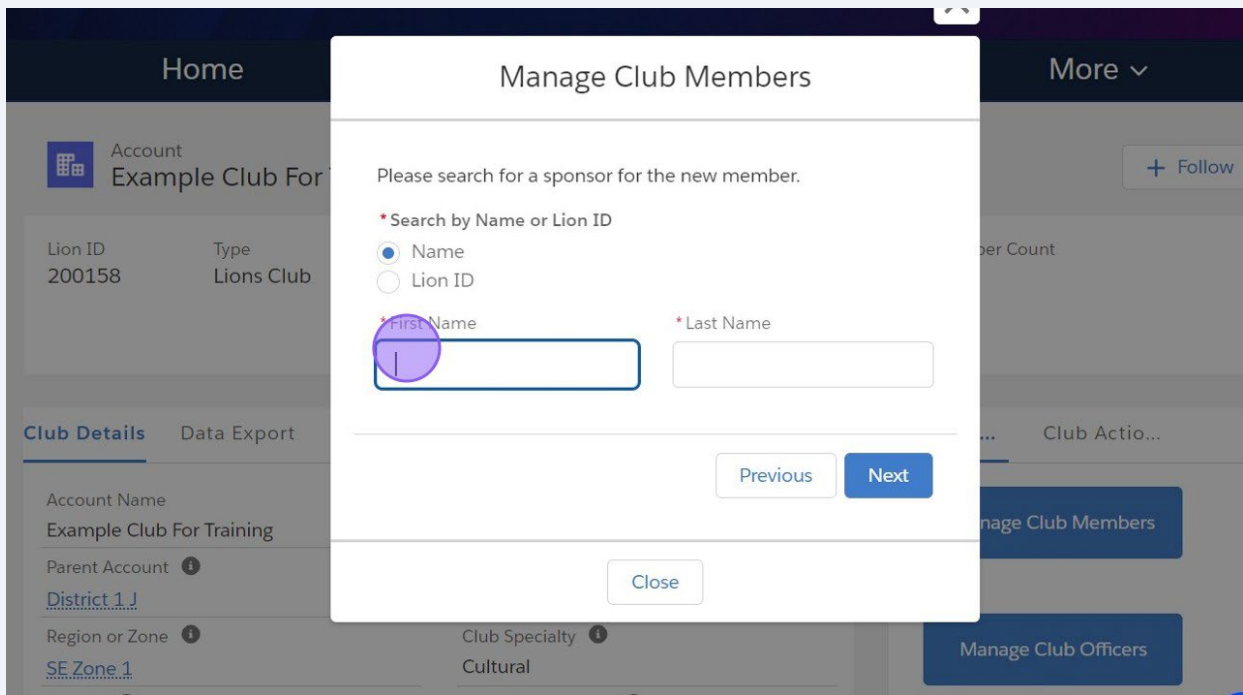 Home
More
Manage Club Members
Account
Example Club For
+ Follow
Please search for a sponsor for the new member.
* Search by Name or Lion ID
Name
Lion ID
Lion ID
200158
Type
Lions Club
Count
* First Name
* Last Name
Club Details
Data Export
...
Club Actio...
Previous
Next
Account Name
Example Club For Training
Parent Account
District 1 J
Region or Zone
SE Zone 1
Club Specialty
Cultural
Close
Club Members
Manage Club Officers